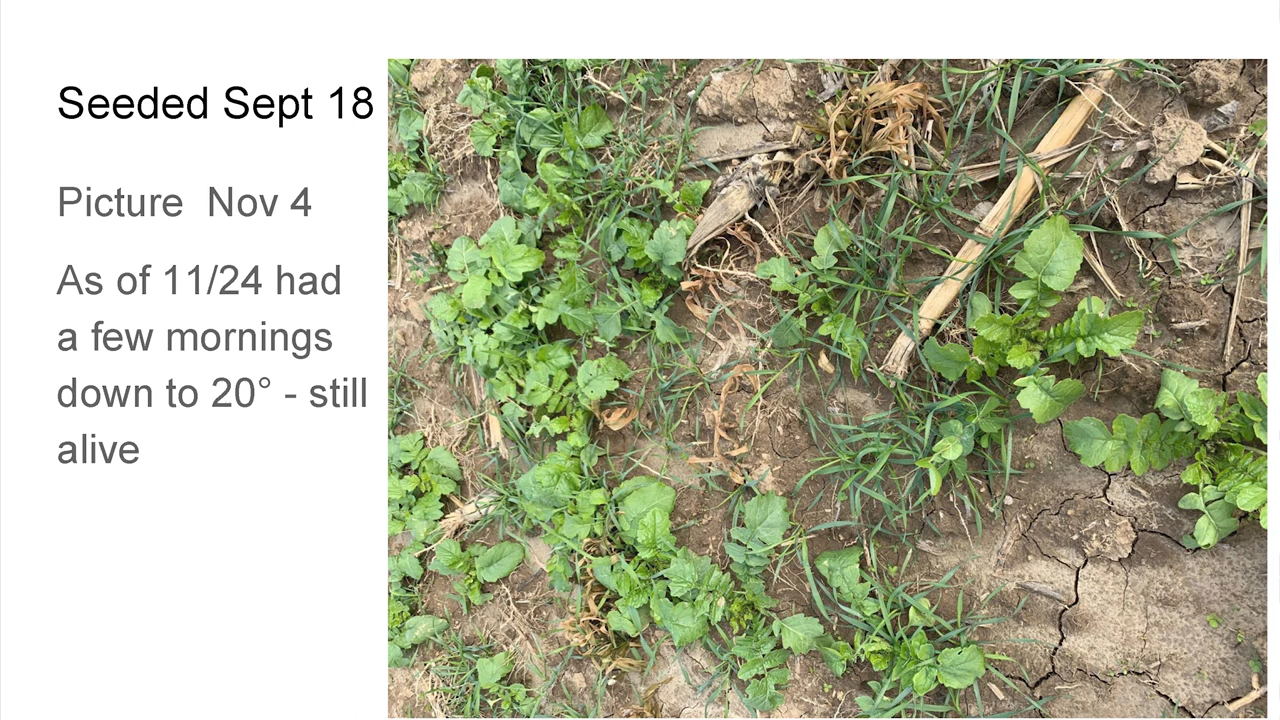 Seeded Sept 18
Picture  Nov 4
As of 11/24 had
a few mornings
down to 20° - still
alive